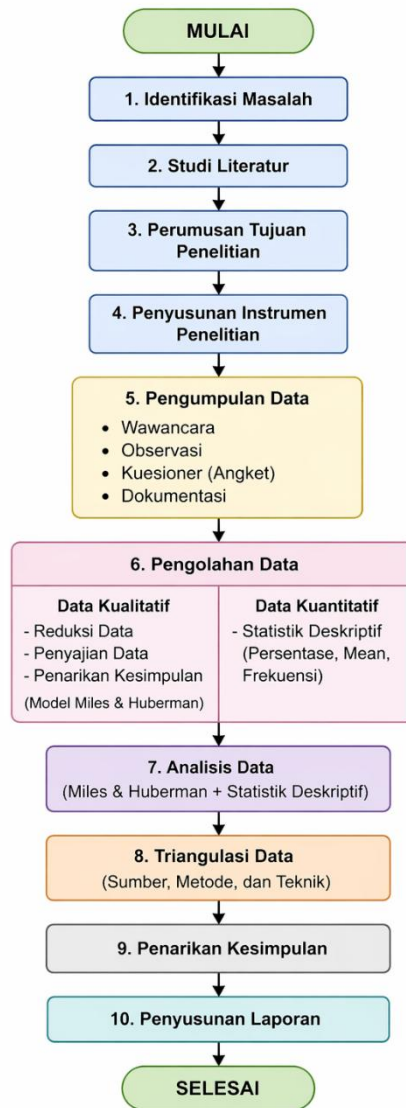 MULAI
1. Identifikasi Masalah
2. Studi Literatur
3. Perumusan Tujuan
Penelitian
4. Penyusunan Instrumen
Penelitian
5. Pengumpulan Data
• Wawancara
• Observasi
• Kuesioner (Angket)
• Dokumentasi
6. Pengolahan Data
Data Kualitatif
- Reduksi Data
- Penyajian Data
- Penarikan Kesimpulan
(Model Miles & Huberman)
Data Kuantitatif
- Statistik Deskriptif
(Persentase, Mean,
Frekuensi)
7. Analisis Data
(Miles & Huberman + Statistik Deskriptif)
8. Triangulasi Data
(Sumber, Metode, dan Teknik)
9. Penarikan Kesimpulan
10. Penyusunan Laporan
SELESAI